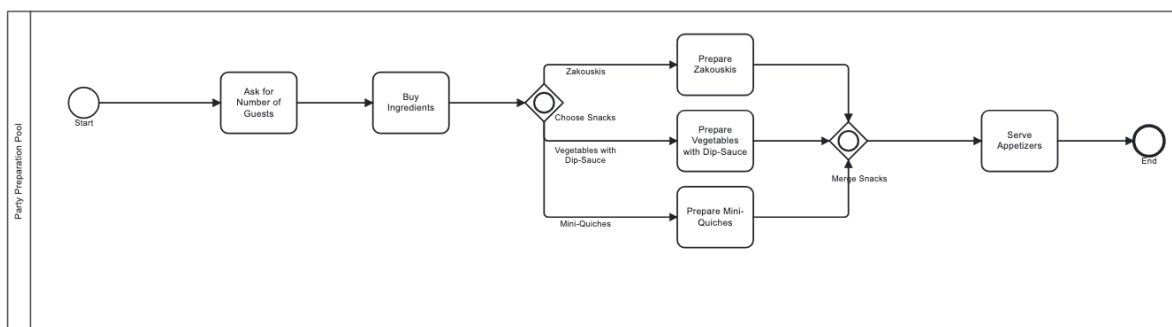 Party Preparation Pool
Start
Ask for
Number of
Guests
Buy
Ingredients
Choose Snacks
Zakouskis
Vegetables with
Dip-Sauce
Mini-Quiches
Prepare
Zakouskis
Prepare
Vegetables
with Dip-Sauce
Prepare Mini-
Quiches
Merge Snacks
Serve
Appetizers
End